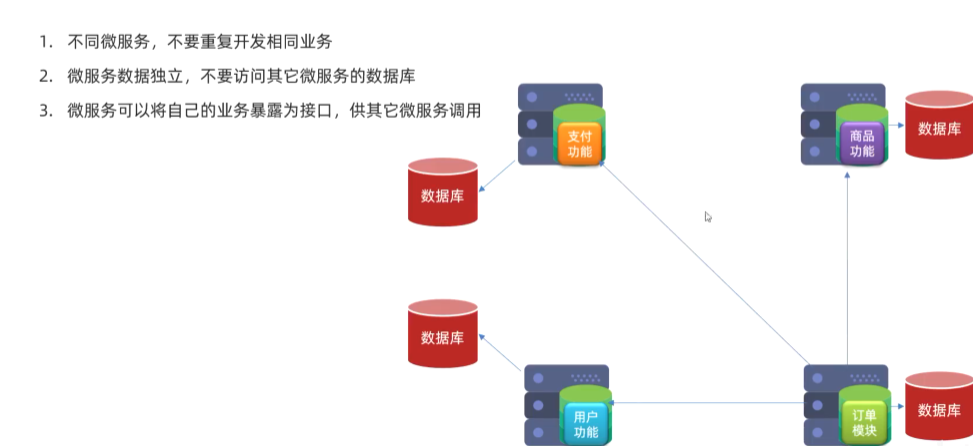 1. 不同微服务，不要重复开发相同业务
2. 微服务数据独立，不要访问其它微服务的数据库
3. 微服务可以将自己的业务暴露为接口，供其它微服务调用
支付
功能
商品
功能
数据库
数据库
数据库
用户
功能
订单
模块
数据库